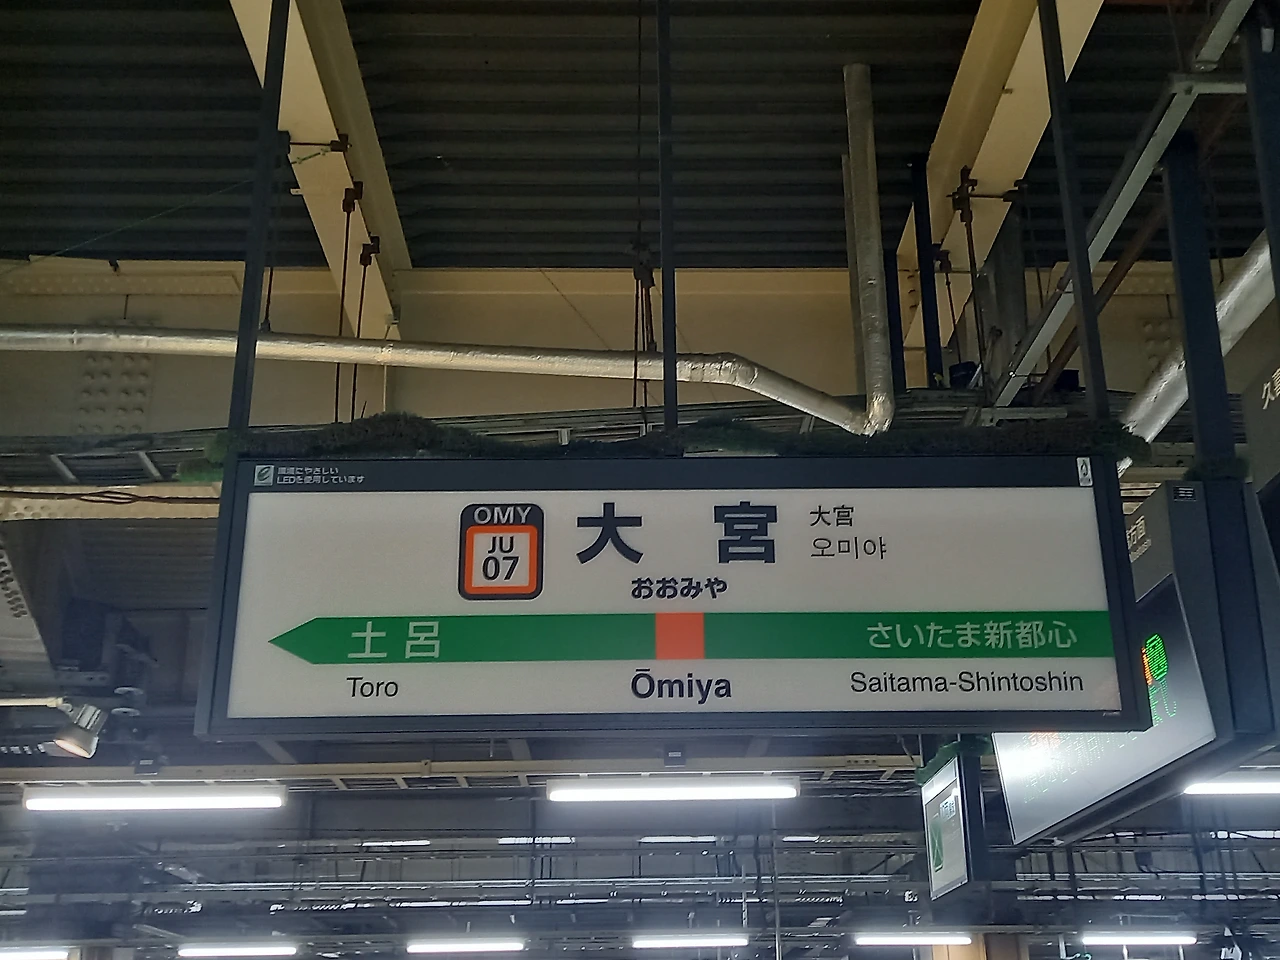 環境にやさしい
LEDを使用しています
OMY
JU
07
大宮
大宮
오미야
おおみや
土呂
さいたま新都心
Toro
Ōmiya
Saitama-Shintoshin